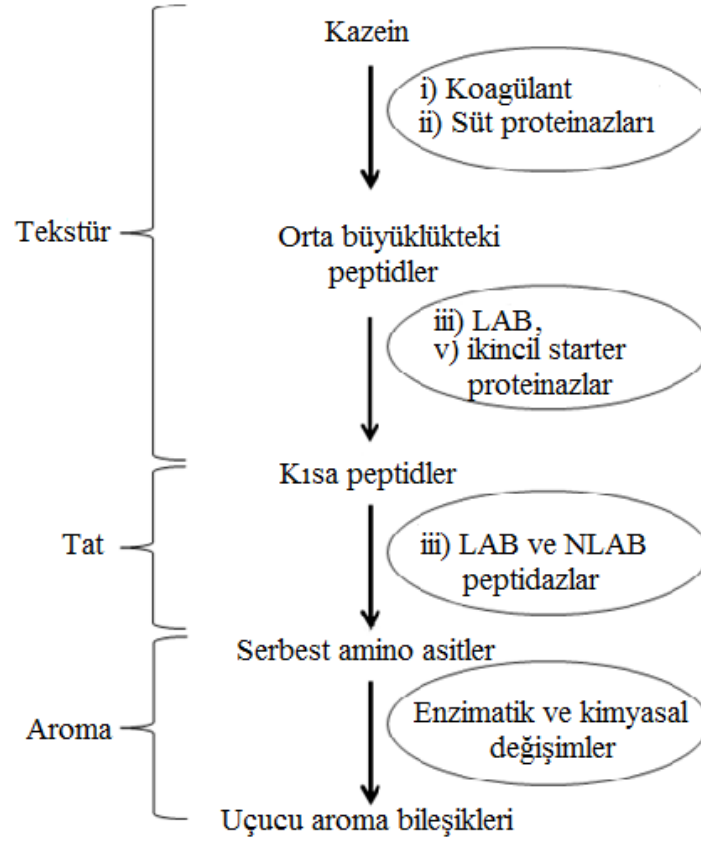 Kazein
i) Koagülant
ii) Süt proteinazları
Tekstür
Orta büyüklükteki
peptidler
iii) LAB,
v) ikincil starter
proteinazlar
Kısa peptidler
Tat
iii) LAB ve NLAB
peptidazlar
Serbest amino asitler
Aroma
Enzimatik ve kimyasal
değişimler
Uçucu aroma bileşikleri